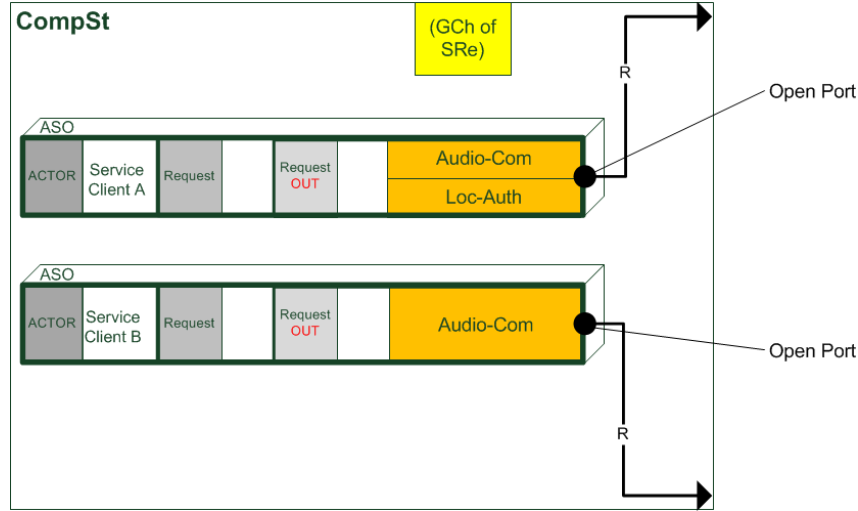 CompSt
(GCh of
SRe)
R
Open Port
ASO
ACTOR
Service
Client A
Request
Request
OUT
Audio-Com
Loc-Auth
ASO
ACTOR
Service
Client B
Request
Request
OUT
Audio-Com
Open Port
R